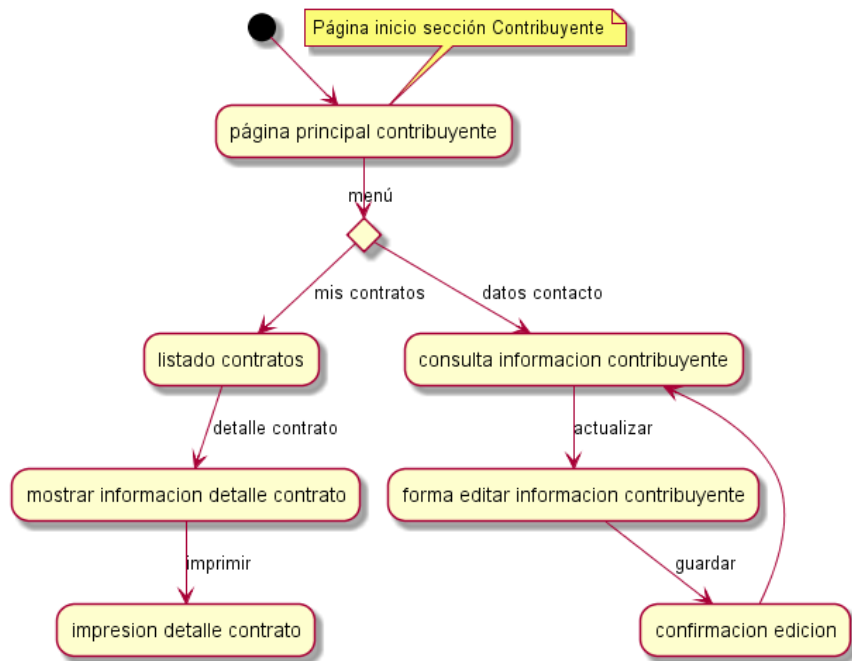 Página inicio sección Contribuyente
página principal contribuyente
menú
mis contratos
datos contacto
listado contratos
consulta informacion contribuyente
detalle contrato
actualizar
mostrar informacion detalle contrato
forma editar informacion contribuyente
imprimir
guardar
impresion detalle contrato
confirmacion edicion